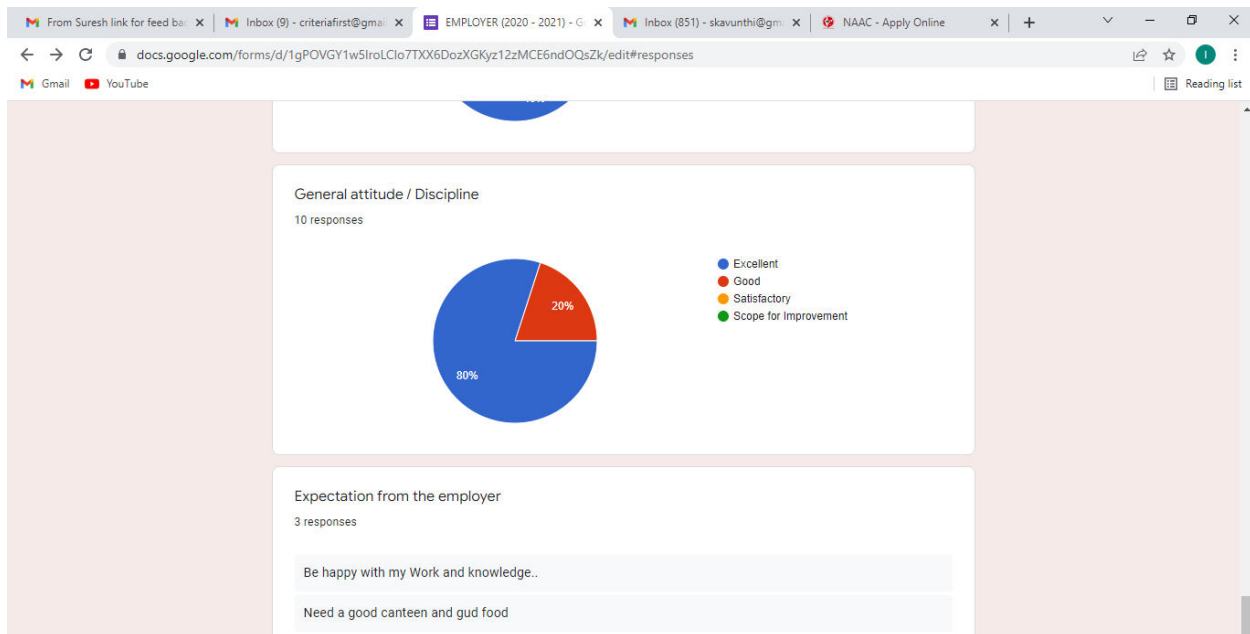 From Suresh link for feed bac
Inbox (9) - criteriafirst@gmai
EMPLOYER (2020 - 2021) - G
Inbox (851) - skavunthi@gm
NAAC - Apply Online
docs.google.com/forms/d/1gPOVGY1w5IroLCIo7TXX6DozXGKyz12zMCE6ndOQsZk/edit#responses
I
Gmail
YouTube
Reading list
General attitude / Discipline
10 responses
Excellent
Good
Satisfactory
Scope for Improvement
20%
80%
Expectation from the employer
3 responses
Be happy with my Work and knowledge..
Need a good canteen and gud food